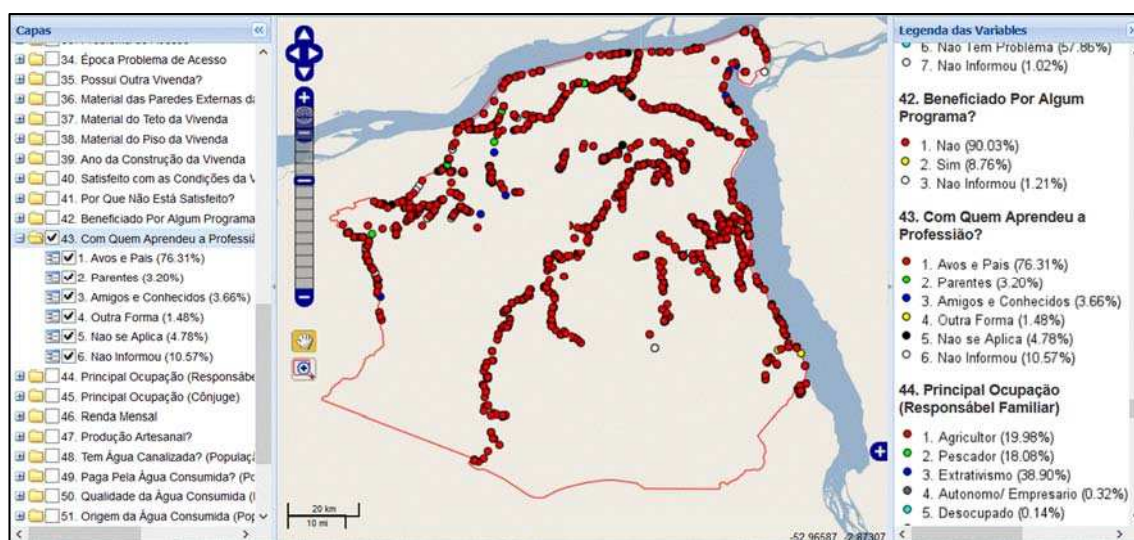 Capas
34. Época Problema de Acesso
35. Possui Outra Vivenda?
36. Material das Paredes Externas da
37. Material do Teto da Vivenda
38. Material do Piso da Vivenda
39. Ano da Construção da Vivenda
40. Satisfeito com as Condições da V
41. Por Que Não Está Satisfeito?
42. Beneficiado Por Algum Programa
43. Com Quem Aprendeu a Professiã
1. Avos e Pais (76.31%)
2. Parentes (3.20%)
3. Amigos e Conhecidos (3.66%)
4. Outra Forma (1.48%)
5. Nao se Aplica (4.78%)
6. Nao Informou (10.57%)
44. Principal Ocupação (Responsábe
45. Principal Ocupação (Cônjuge)
46. Renda Mensal
47. Produção Artesanal?
48. Tem Água Canalizada? (Populaçã
49. Paga Pela Água Consumida? (Po
50. Qualidade da Água Consumida (
51. Origem da Água Consumida (Pop
20 km
10 mi
-52.96587, -2.87307
Legenda das Variables
6. Nao Tem Problema (57.86%)
7. Nao Informou (1.02%)
42. Beneficiado Por Algum
Programa?
1. Nao (90.03%)
2. Sim (8.76%)
3. Nao Informou (1.21%)
43. Com Quem Aprendeu a
Professião?
1. Avos e Pais (76.31%)
2. Parentes (3.20%)
3. Amigos e Conhecidos (3.66%)
4. Outra Forma (1.48%)
5. Nao se Aplica (4.78%)
6. Nao Informou (10.57%)
44. Principal Ocupação
(Responsábel Familiar)
1. Agricultor (19.98%)
2. Pescador (18.08%)
3. Extrativismo (38.90%)
4. Autonomo/ Empresario (0.32%)
5. Desocupado (0.14%)